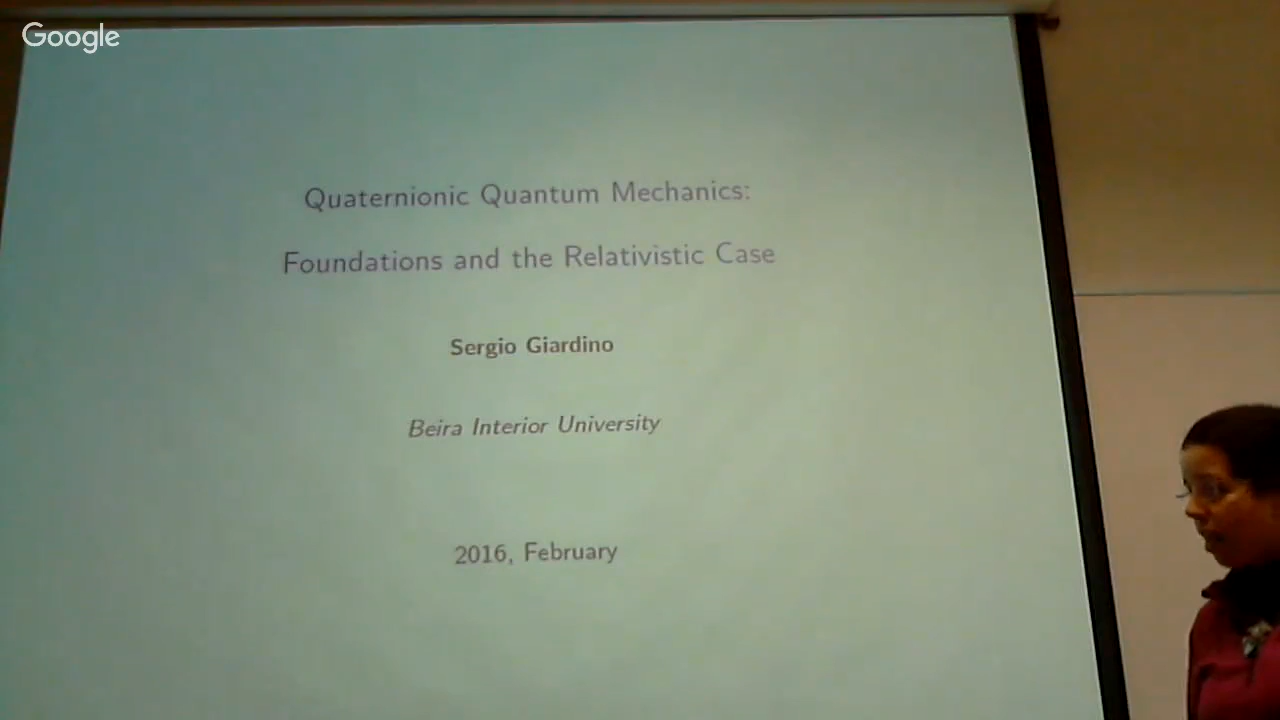 Google
Quaternionic Quantum Mechanics:
Foundations and the Relativistic Case
Sergio Giardino
Beira Interior University
2016, February